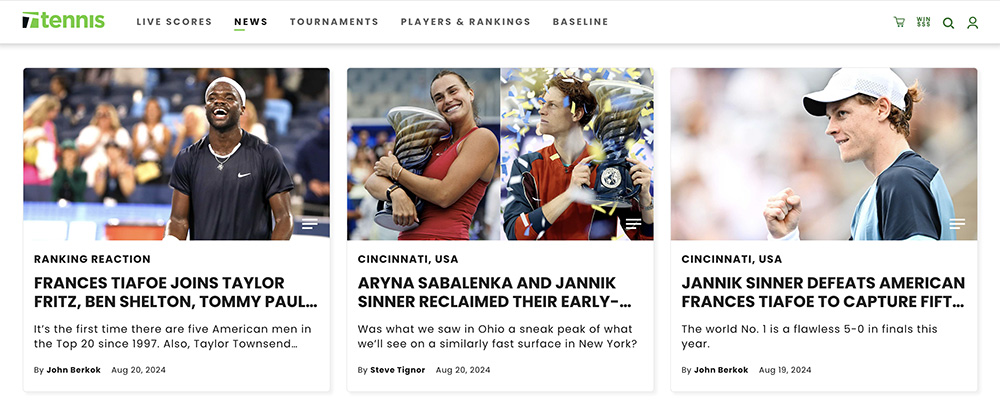 tennis
LIVE SCORES
NEWS
TOURNAMENTS
PLAYERS & RANKINGS
BASELINE
WIN
$$$
RANKING REACTION
FRANCES TIAFOE JOINS TAYLOR
FRITZ, BEN SHELTON, TOMMY PAUL...
It's the first time there are five American men in
the Top 20 since 1997. Also, Taylor Townsend...
By John Berkok Aug 20, 2024
CINCINNATI, USA
ARYNA SABALENKA AND JANNIK
SINNER RECLAIMED THEIR EARLY-...
Was what we saw in Ohio a sneak peak of what
we'll see on a similarly fast surface in New York?
By Steve Tignor Aug 20, 2024
CINCINNATI, USA
JANNIK SINNER DEFEATS AMERICAN
FRANCES TIAFOE TO CAPTURE FIFT...
The world No. 1 is a flawless 5-0 in finals this
year.
By John Berkok Aug 19, 2024